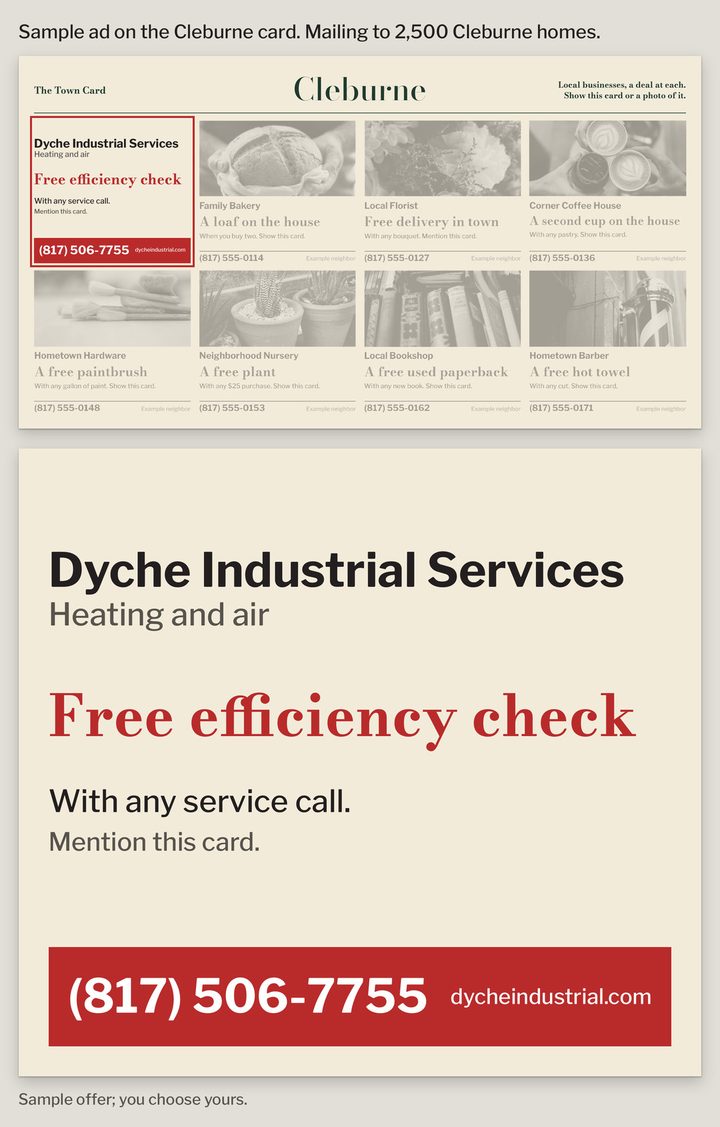 Sample ad on the Cleburne card. Mailing to 2,500 Cleburne homes.
The Town Card
Cleburne
Local businesses, a deal at each.
Show this card or a photo of it.
Dyche Industrial Services
Heating and air
Free efficiency check
With any service call.
Mention this card.
(817) 506-7755 dycheindustrial.com
Family Bakery
A loaf on the house
When you buy two. Show this card.
(817) 555-0114 Example neighbor
Local Florist
Free delivery in town
With any bouquet. Mention this card.
(817) 555-0127 Example neighbor
Corner Coffee House
A second cup on the house
With any pastry. Show this card.
(817) 555-0136 Example neighbor
Hometown Hardware
A free paintbrush
With any gallon of paint. Show this card.
(817) 555-0148 Example neighbor
Neighborhood Nursery
A free plant
With any $25 purchase. Show this card.
(817) 555-0153 Example neighbor
Local Bookshop
A free used paperback
With any new book. Show this card.
(817) 555-0162 Example neighbor
Hometown Barber
A free hot towel
With any cut. Show this card.
(817) 555-0171 Example neighbor
Dyche Industrial Services
Heating and air
Free efficiency check
With any service call.
Mention this card.
(817) 506-7755 dycheindustrial.com
Sample offer; you choose yours.